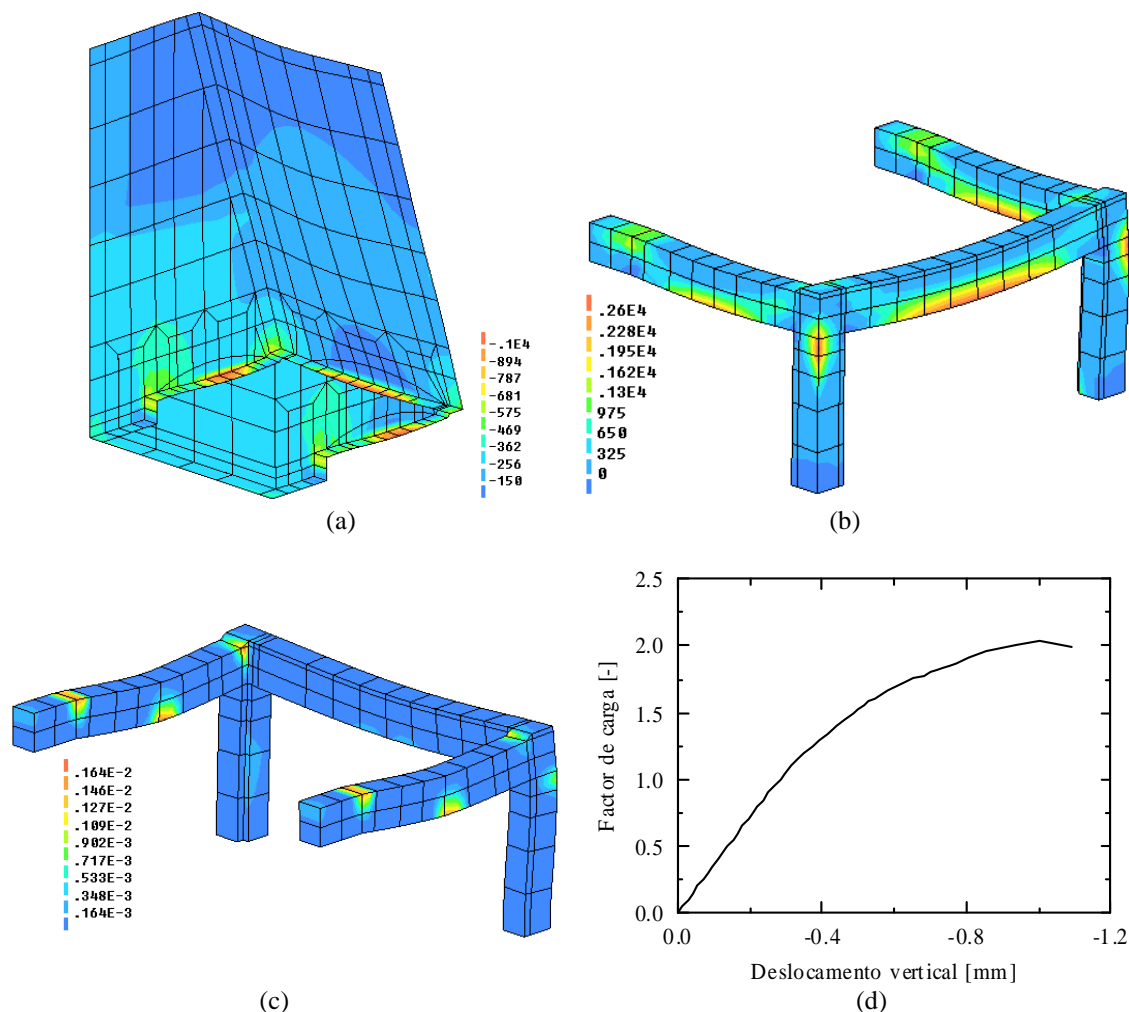 -.1E4
-894
-787
-681
-575
-469
-362
-256
-150
(a)
.26E4
.228E4
.195E4
.162E4
.13E4
975
650
325
0
(b)
.164E-2
.146E-2
.127E-2
.109E-2
.902E-3
.717E-3
.533E-3
.348E-3
.164E-3
(c)
2.5
2.0
1.5
1.0
0.5
0.0
Factor de carga [-]
0.0 -0.4 -0.8 -1.2
Deslocamento vertical [mm]
(d)